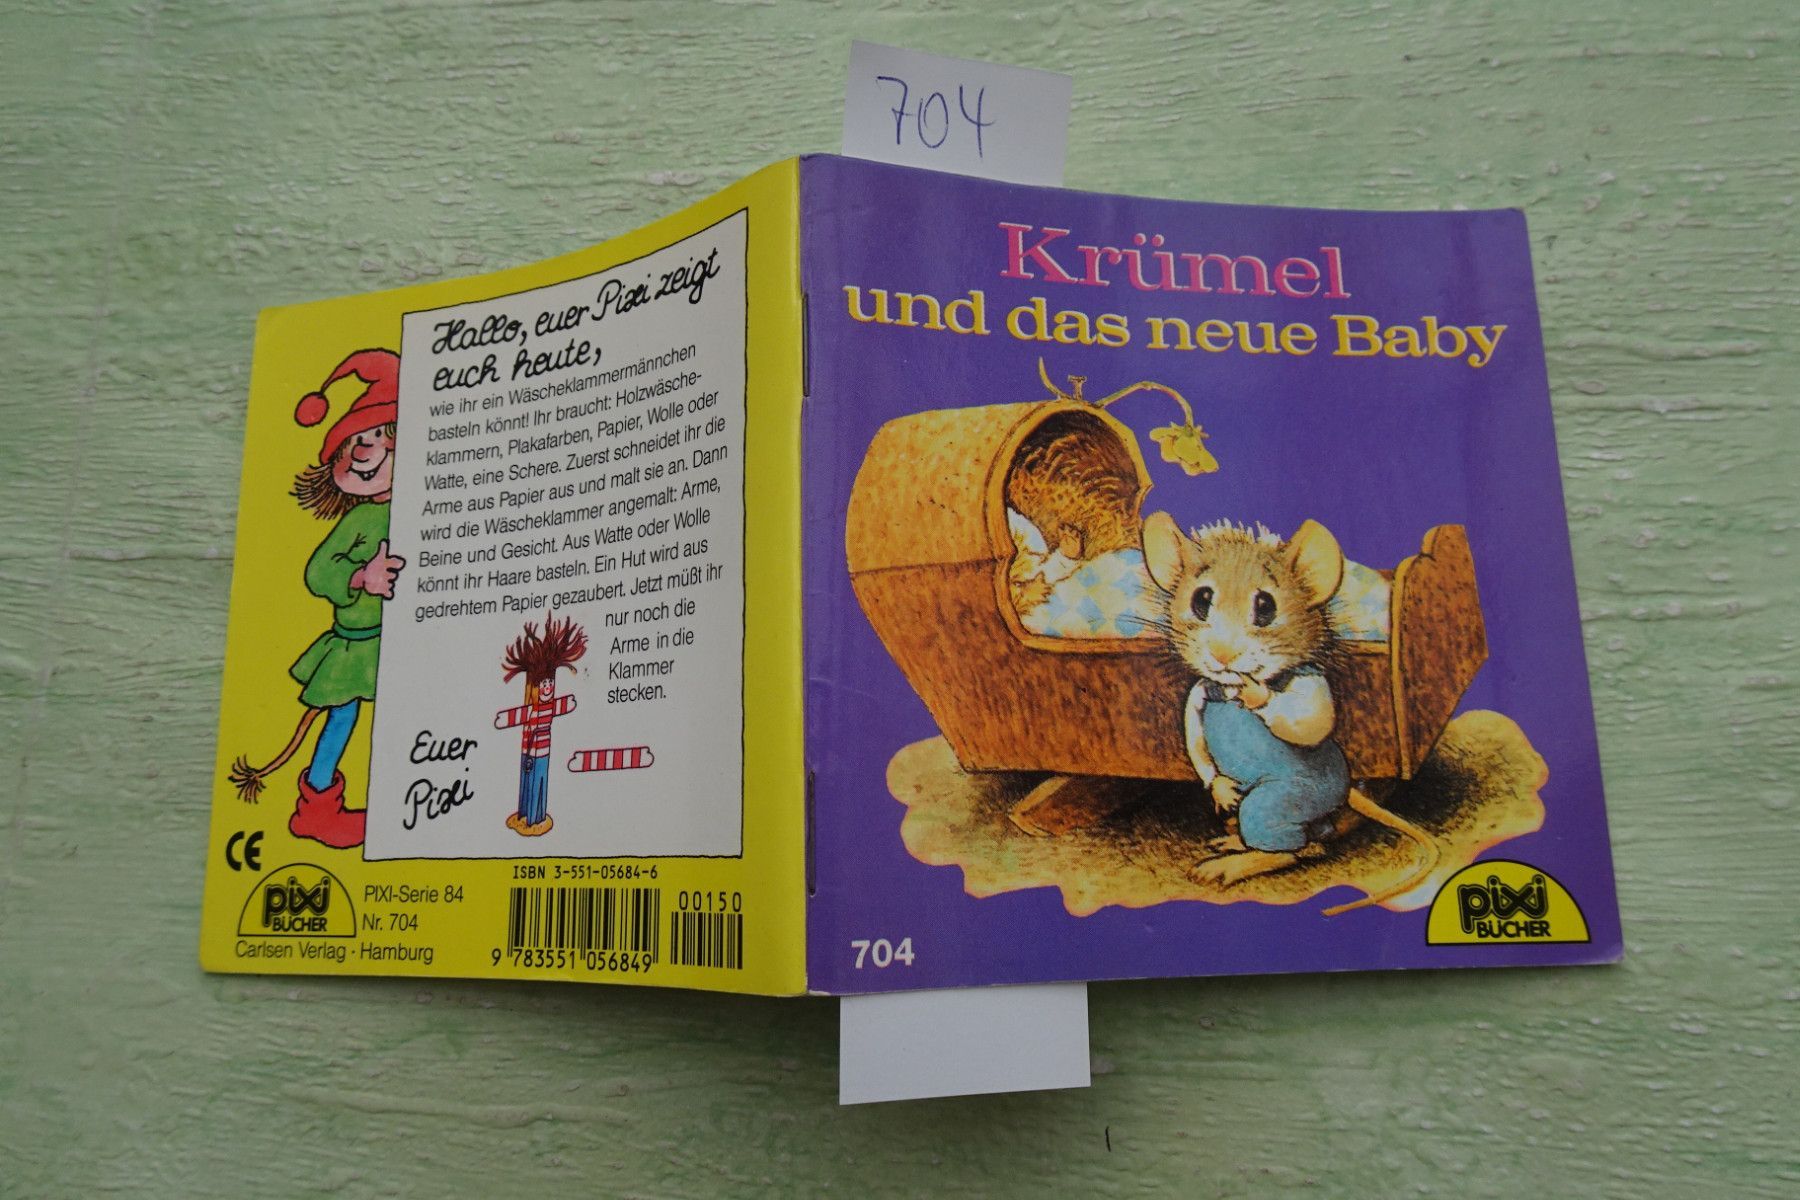 704
Hallo, euer Pixi zeigt
euch heute,
wie ihr ein Wäscheklammermännchen
basteln könnt! Ihr braucht: Holzwäsche-
klammern, Plakafarben, Papier, Wolle oder
Watte, eine Schere. Zuerst schneidet ihr die
Arme aus Papier aus und malt sie an. Dann
wird die Wäscheklammer angemalt: Arme,
Beine und Gesicht. Aus Watte oder Wolle
könnt ihr Haare basteln. Ein Hut wird aus
gedrehtem Papier gezaubert. Jetzt müßt ihr
nur noch die
Arme in die
Klammer
stecken.
Euer
Pixi
CE
pixi
BÜCHER
PIXI-Serie 84
Nr. 704
Carlsen Verlag · Hamburg
ISBN 3-551-05684-6
00150
9 783551 056849
Krümel
und das neue Baby
704
pixi
BÜCHER